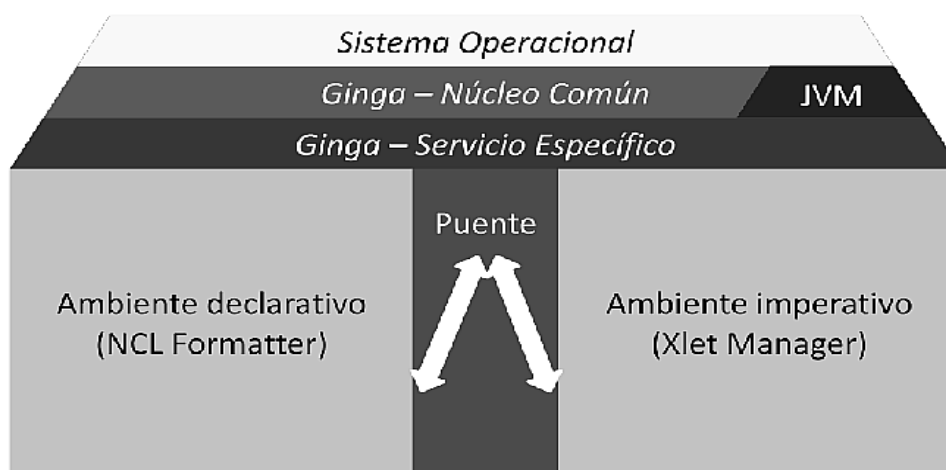 Sistema Operacional
Ginga – Núcleo Común
JVM
Ginga – Servicio Específico
Puente
Ambiente declarativo
(NCL Formatter)
Ambiente imperativo
(Xlet Manager)